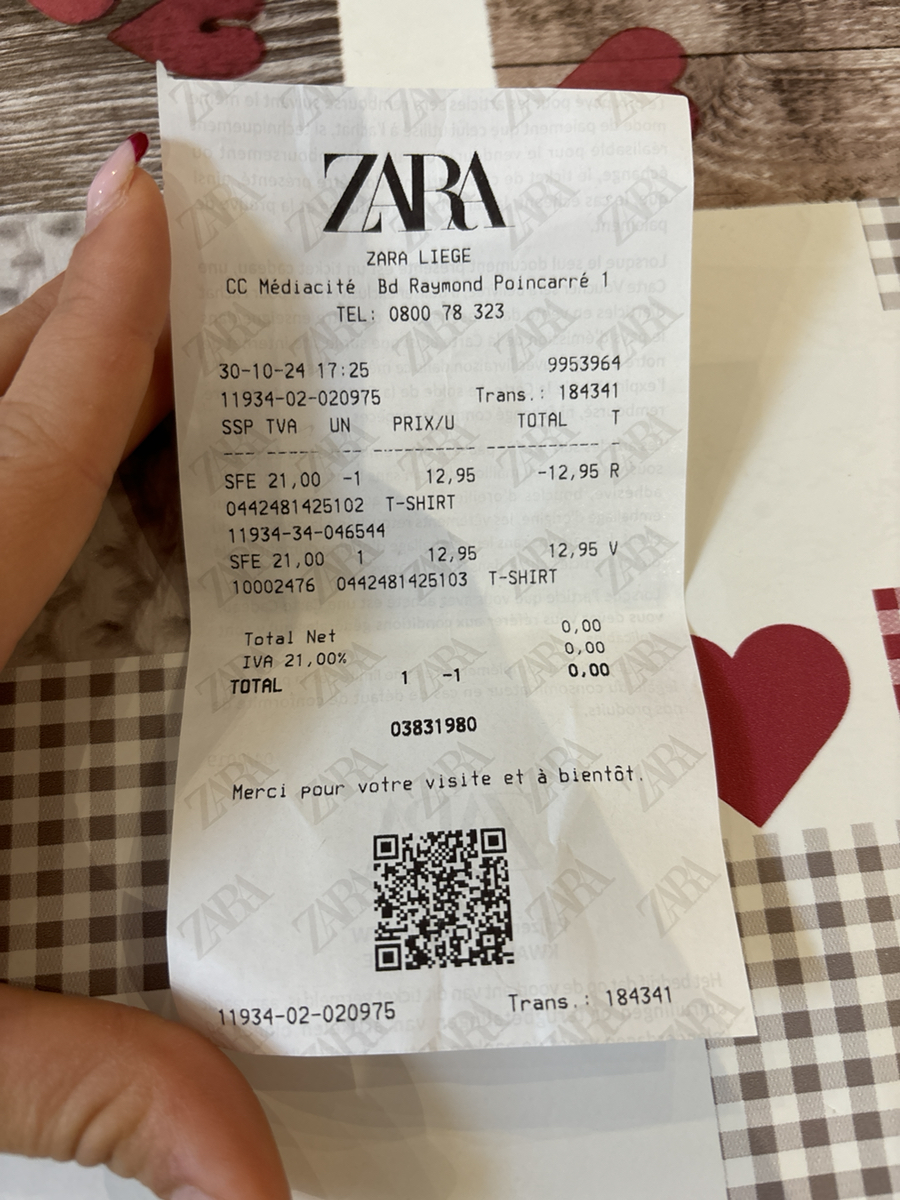 ZARA
ZARA LIEGE
CC Médiacité Bd Raymond Poincarré 1
TEL: 0800 78 323
30-10-24 17:25 9953964
11934-02-020975 Trans.: 184341
SSP TVA UN PRIX/U TOTAL T
SFE 21,00 -1 12,95 -12,95 R
0442481425102 T-SHIRT
11934-34-046544
SFE 21,00 1 12,95 12,95 V
10002476 0442481425103 T-SHIRT
Total Net 0,00
IVA 21,00% 0,00
TOTAL 1 -1 0,00
03831980
Merci pour votre visite et à bientôt.
11934-02-020975 Trans.: 184341